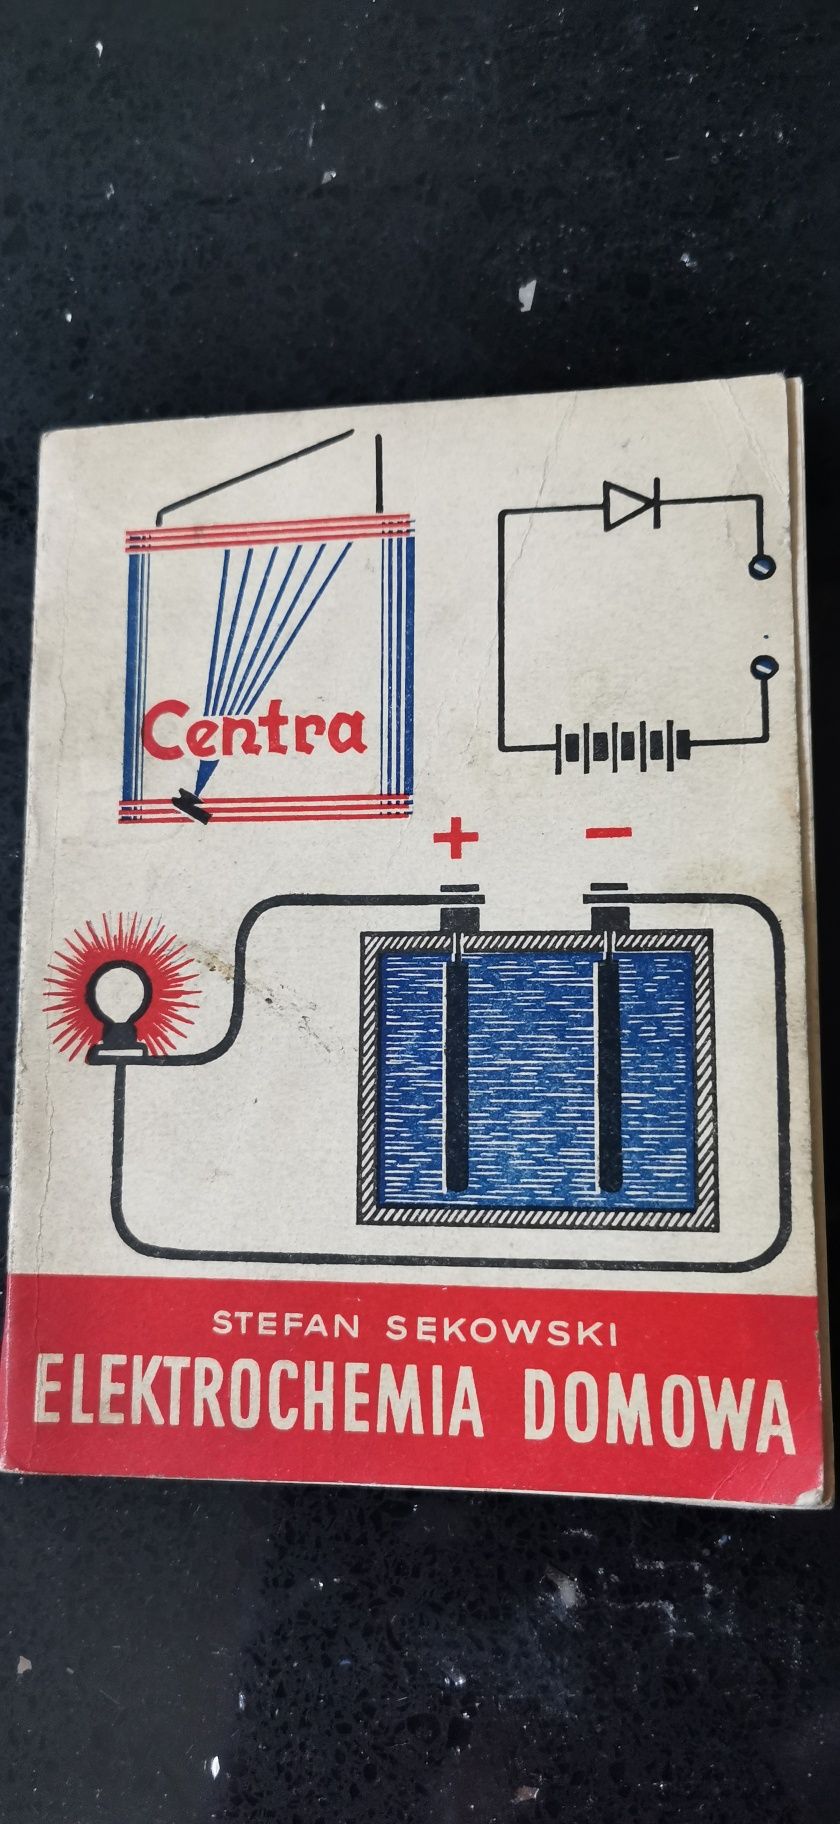 Centra
+ −
STEFAN SĘKOWSKI
ELEKTROCHEMIA DOMOWA